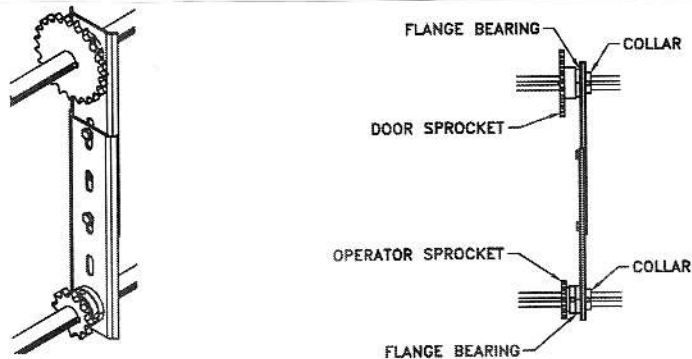 FLANGE BEARING
COLLAR
DOOR SPROCKET
OPERATOR SPROCKET
COLLAR
FLANGE BEARING